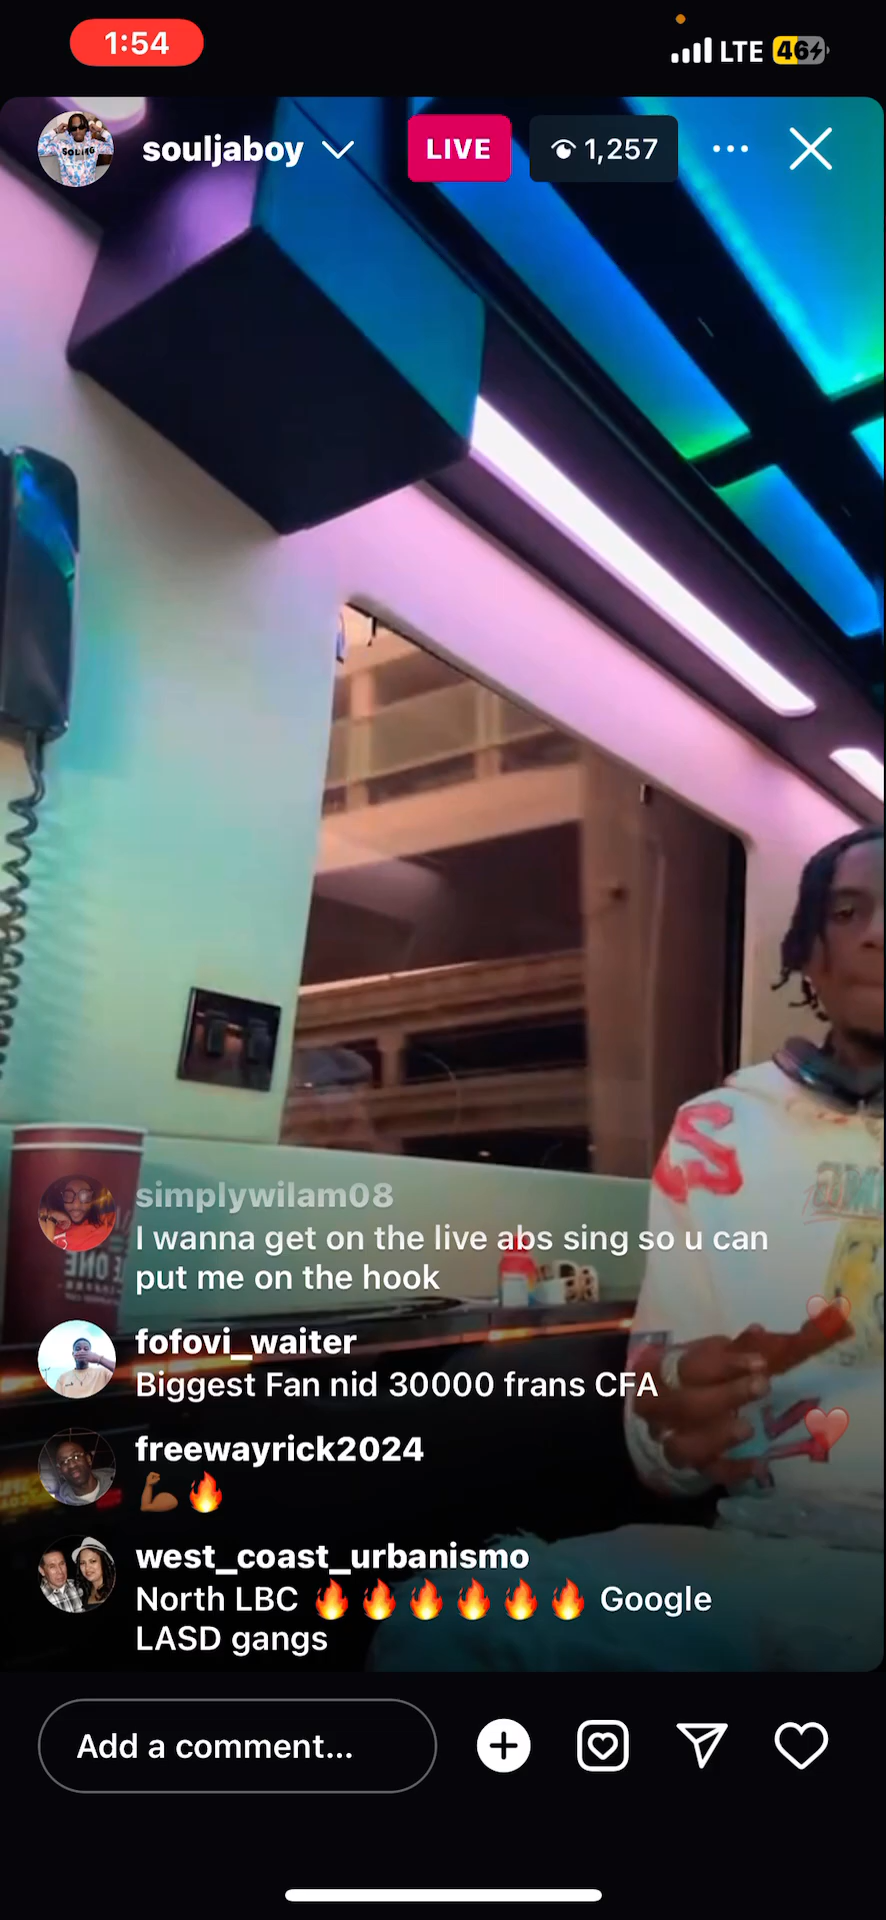 1:54
LTE 46
souljaboy LIVE 1,257
simplywilam08
I wanna get on the live abs sing so u can
put me on the hook
fofovi_waiter
Biggest Fan nid 30000 frans CFA
freewayrick2024
💪🏾🔥
west_coast_urbanismo
North LBC 🔥🔥🔥🔥🔥🔥 Google
LASD gangs
Add a comment...